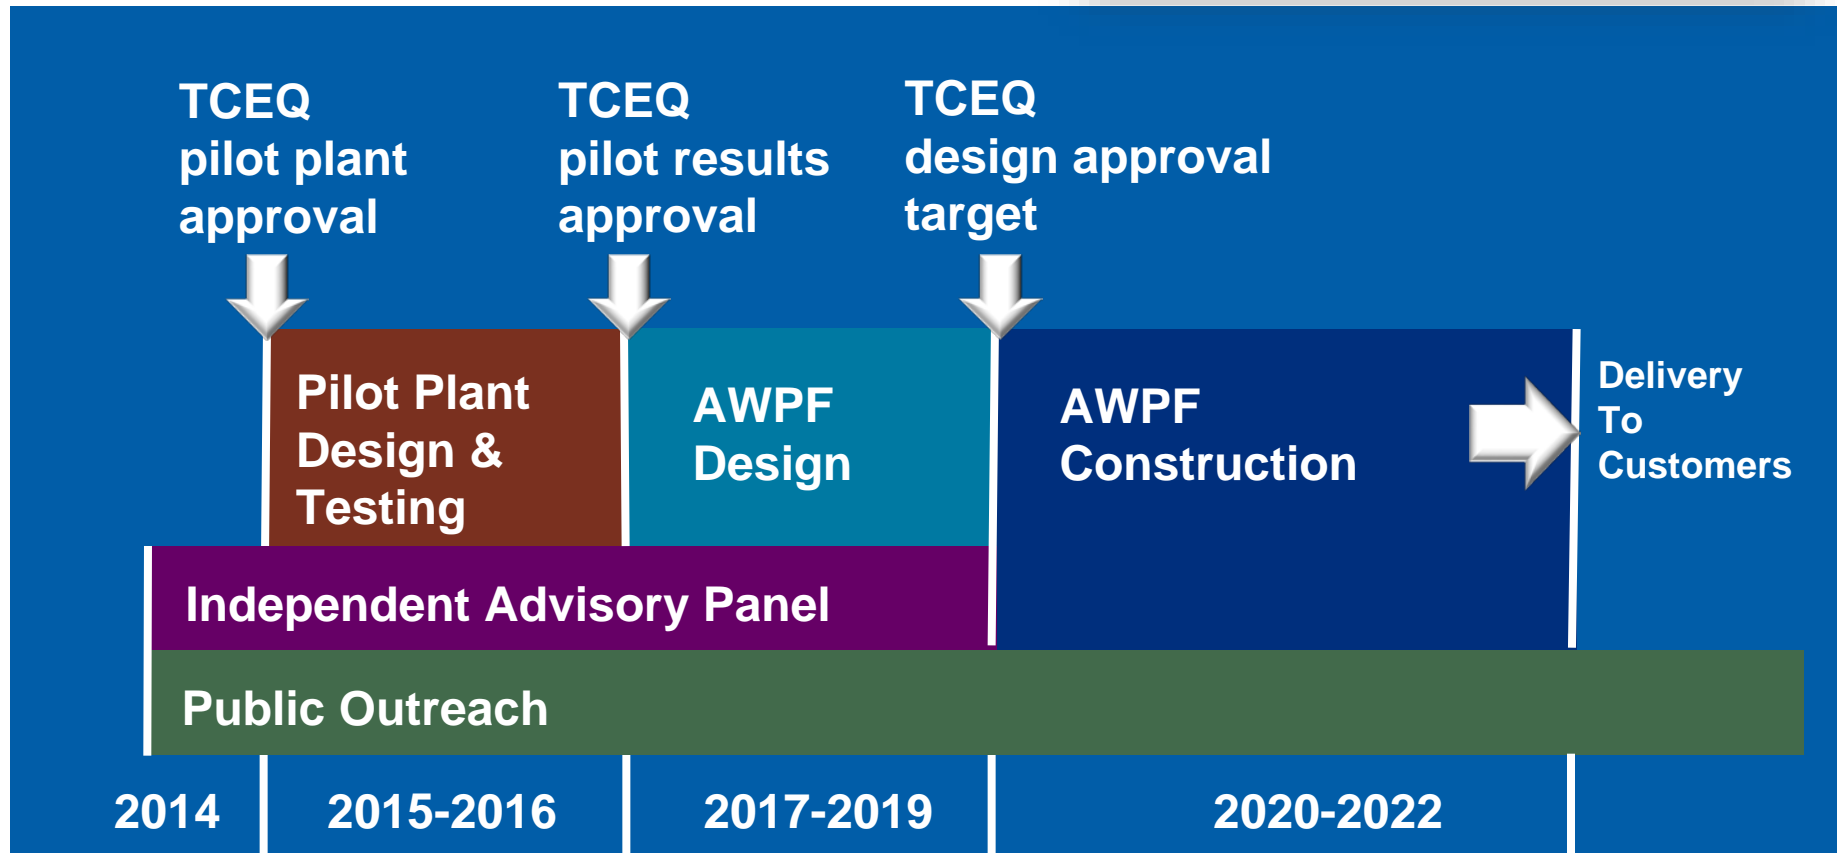 TCEQ
pilot plant
approval
TCEQ
pilot results
approval
TCEQ
design approval
target
Pilot Plant
Design &
Testing
AWPF
Design
AWPF
Construction
Delivery
To
Customers
Independent Advisory Panel
Public Outreach
2014
2015-2016
2017-2019
2020-2022